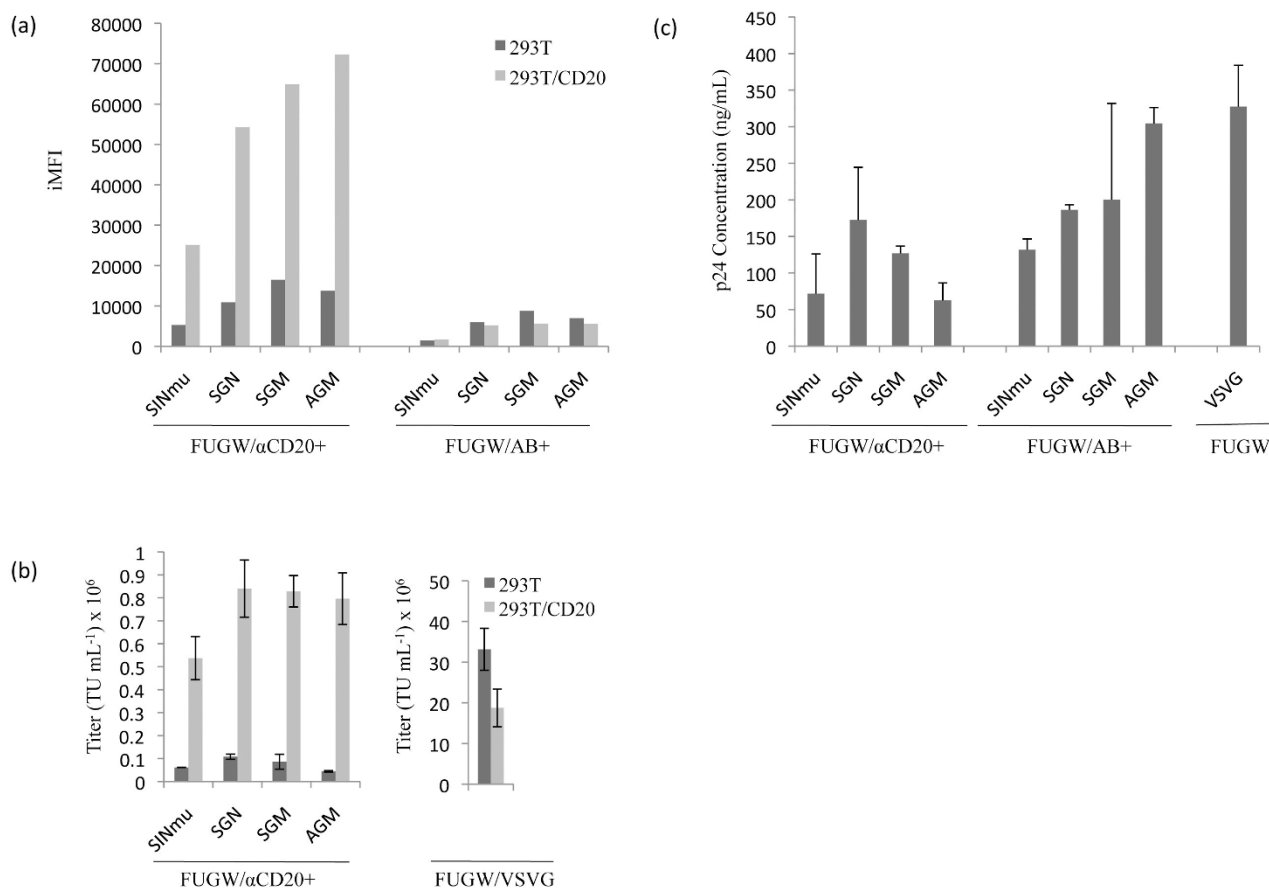 (a)
iMFI
80000
70000
60000
50000
40000
30000
20000
10000
0
293T
293T/CD20
SINmu
SGN
SGM
AGM
SINmu
SGN
SGM
AGM
FUGW/αCD20+
FUGW/AB+
(c)
p24 Concentration (ng/mL)
450
400
350
300
250
200
150
100
50
0
SINmu
SGN
SGM
AGM
SINmu
SGN
SGM
AGM
VSVG
FUGW/αCD20+
FUGW/AB+
FUGW
(b)
Titer (TU mL⁻¹) x 10⁶
1
0.9
0.8
0.7
0.6
0.5
0.4
0.3
0.2
0.1
0
SINmu
SGN
SGM
AGM
FUGW/αCD20+
Titer (TU mL⁻¹) x 10⁶
50
40
30
20
10
0
293T
293T/CD20
FUGW/VSVG